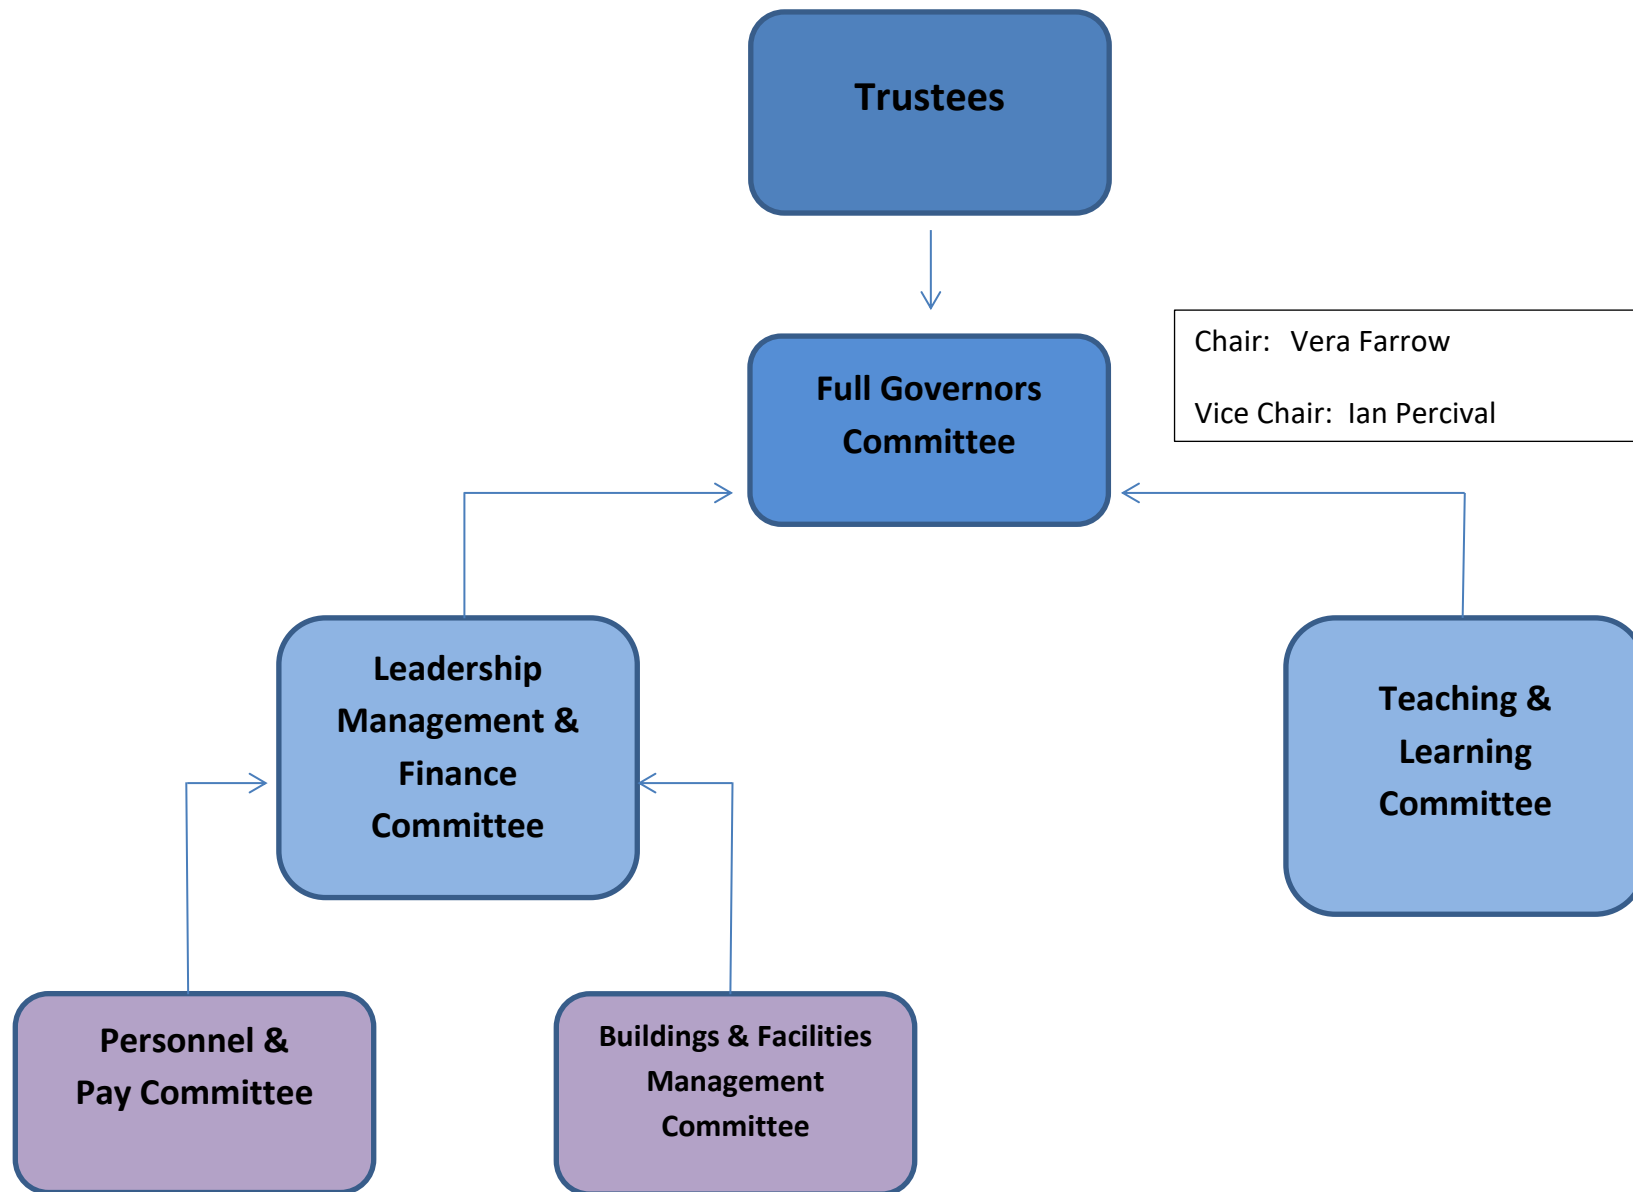 Trustees
Full Governors
Committee
Chair: Vera Farrow
Vice Chair: Ian Percival
Leadership
Management &
Finance
Committee
Teaching &
Learning
Committee
Personnel &
Pay Committee
Buildings & Facilities
Management
Committee